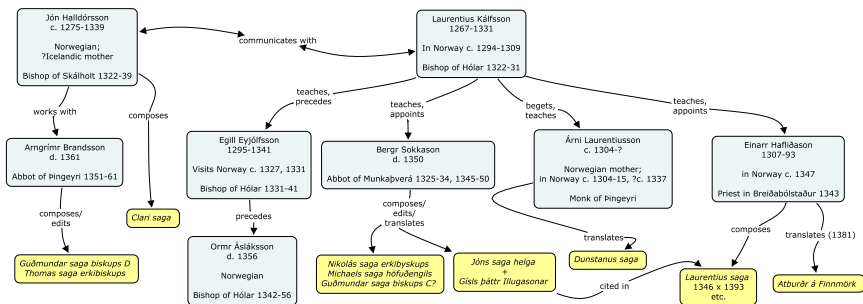 Jón Halldórsson
c. 1275-1339
Norwegian;
?Icelandic mother
Bishop of Skálholt 1322-39
communicates with
Laurentius Kálfsson
1267-1331
In Norway c. 1294-1309
Bishop of Hólar 1322-31
works with
composes
teaches,
precedes
teaches,
appoints
begets,
teaches
teaches,
appoints
Arngrímr Brandsson
d. 1361
Abbot of Þingeyri 1351-61
Egill Eyjólfsson
1295-1341
Visits Norway c. 1327, 1331
Bishop of Hólar 1331-41
Bergr Sokkason
d. 1350
Abbot of Munkaþverá 1325-34, 1345-50
Árni Laurentiusson
c. 1304-?
Norwegian mother;
in Norway c. 1304-15, ?c. 1337
Monk of Þingeyri
Einarr Hafliðason
1307-93
in Norway c. 1347
Priest in Breiðabólstaður 1343
composes/
edits
Clari saga
precedes
composes/
edits/
translates
translates
composes
translates (1381)
Guðmundar saga biskups D
Thomas saga erkibiskups
Ormr Ásláksson
d. 1356
Norwegian
Bishop of Hólar 1342-56
Nikolás saga erkibyskups
Michaels saga höfuðengils
Guðmundar saga biskups C?
Jóns saga helga
+
Gísls þáttr Illugasonar
Dunstanus saga
cited in
Laurentius saga
1346 x 1393
etc.
Atburðr á Finnmörk